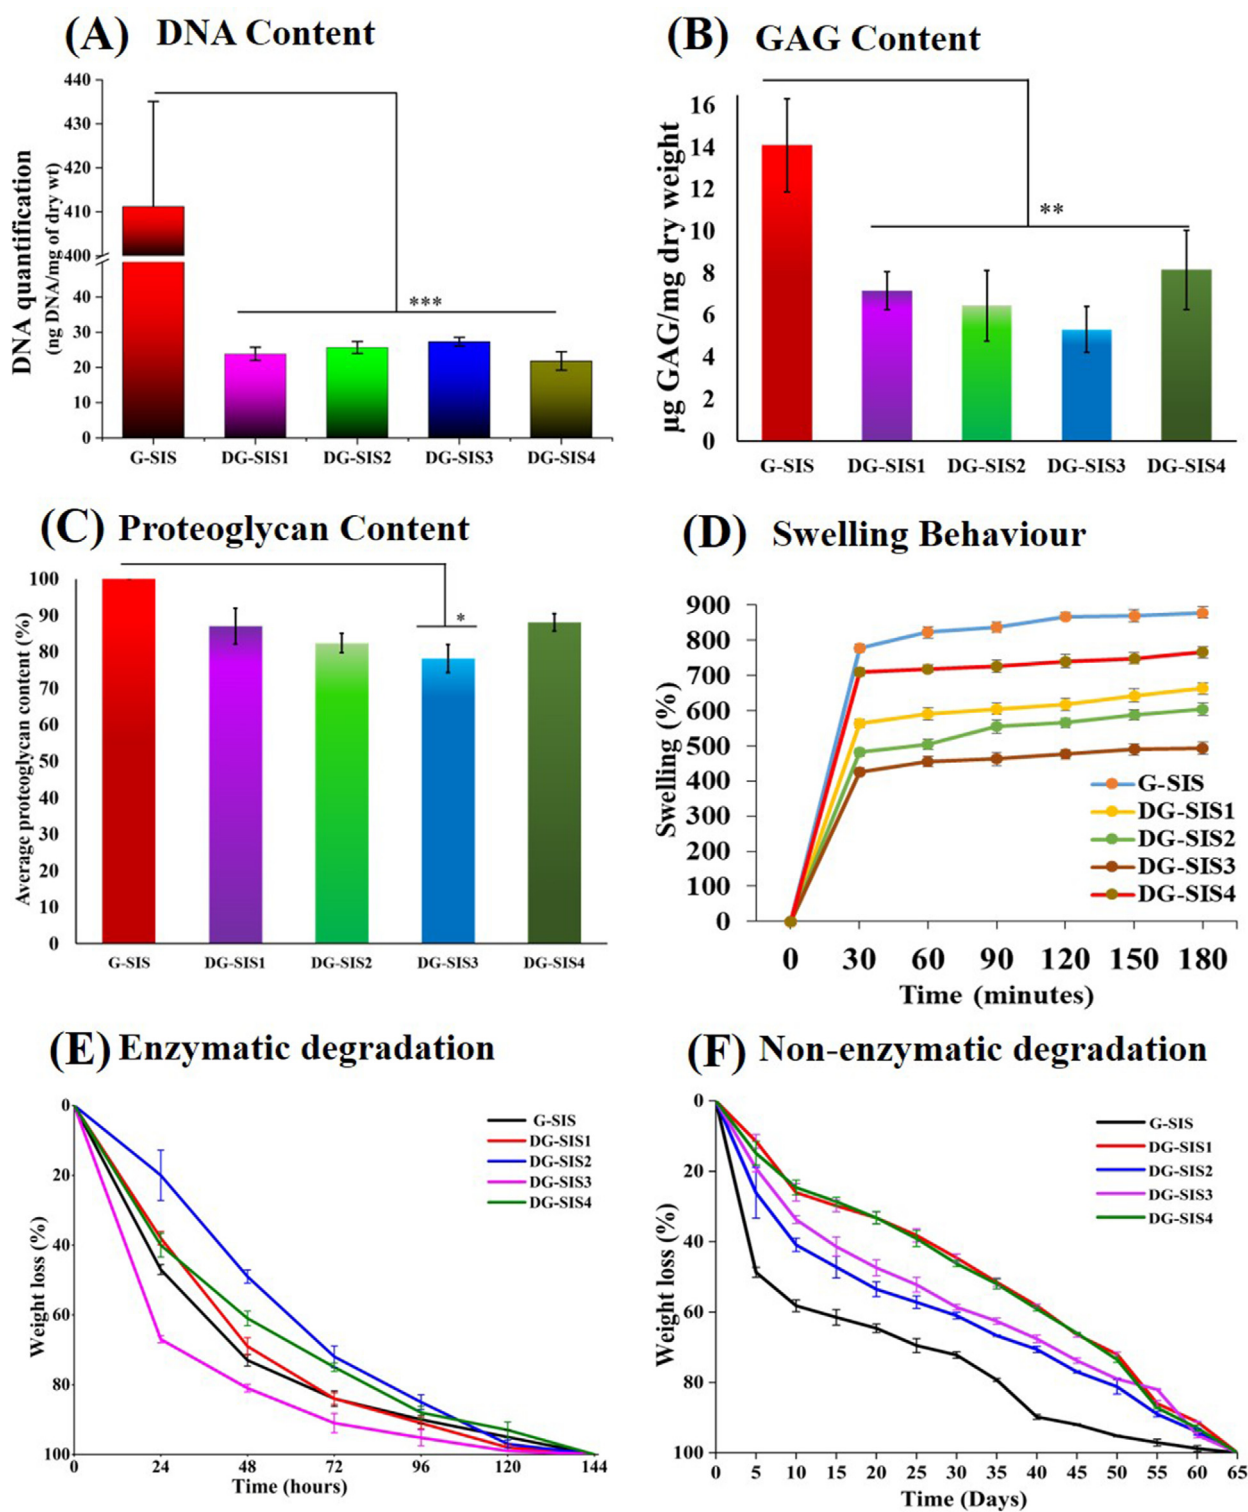 (A) DNA Content
440
430
420
410
400
40
30
20
10
0
DNA quantification
(ng DNA/mg of dry wt)
***
G-SIS DG-SIS1 DG-SIS2 DG-SIS3 DG-SIS4
(B) GAG Content
16
14
12
10
8
6
4
2
0
µg GAG/mg dry weight
**
G-SIS DG-SIS1 DG-SIS2 DG-SIS3 DG-SIS4
(C) Proteoglycan Content
100
90
80
70
60
50
40
30
20
10
0
Average proteoglycan content (%)
*
G-SIS DG-SIS1 DG-SIS2 DG-SIS3 DG-SIS4
(D) Swelling Behaviour
900
800
700
600
500
400
300
200
100
0
Swelling (%)
G-SIS
DG-SIS1
DG-SIS2
DG-SIS3
DG-SIS4
0 30 60 90 120 150 180
Time (minutes)
(E) Enzymatic degradation
0
20
40
60
80
100
Weight loss (%)
G-SIS
DG-SIS1
DG-SIS2
DG-SIS3
DG-SIS4
0 24 48 72 96 120 144
Time (hours)
(F) Non-enzymatic degradation
0
20
40
60
80
100
Weight loss (%)
G-SIS
DG-SIS1
DG-SIS2
DG-SIS3
DG-SIS4
0 5 10 15 20 25 30 35 40 45 50 55 60 65
Time (Days)